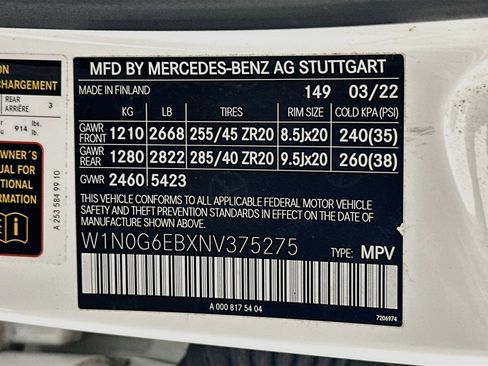 ON
CHARGEMENT
REAR
ARRIÈRE 3
914 lbs.
OWNER´S
UAL FOR
TIONAL
MATION
A 253 584 99 10
MFD BY MERCEDES-BENZ AG STUTTGART
MADE IN FINLAND 149 03/22
KG LB TIRES RIM SIZE COLD KPA(PSI)
GAWR FRONT 1210 2668 255/45 ZR20 8.5Jx20 240(35)
GAWR REAR 1280 2822 285/40 ZR20 9.5Jx20 260(38)
GVWR 2460 5423
THIS VEHICLE CONFORMS TO ALL APPLICABLE FEDERAL MOTOR VEHICLE
SAFETY AND THEFT PREVENTION STANDARDS IN EFFECT ON THE DATE OF
MANUFACTURE SHOWN ABOVE.
W1N0G6EBXNV375275 TYPE: MPV
A 000 817 54 04
7206974